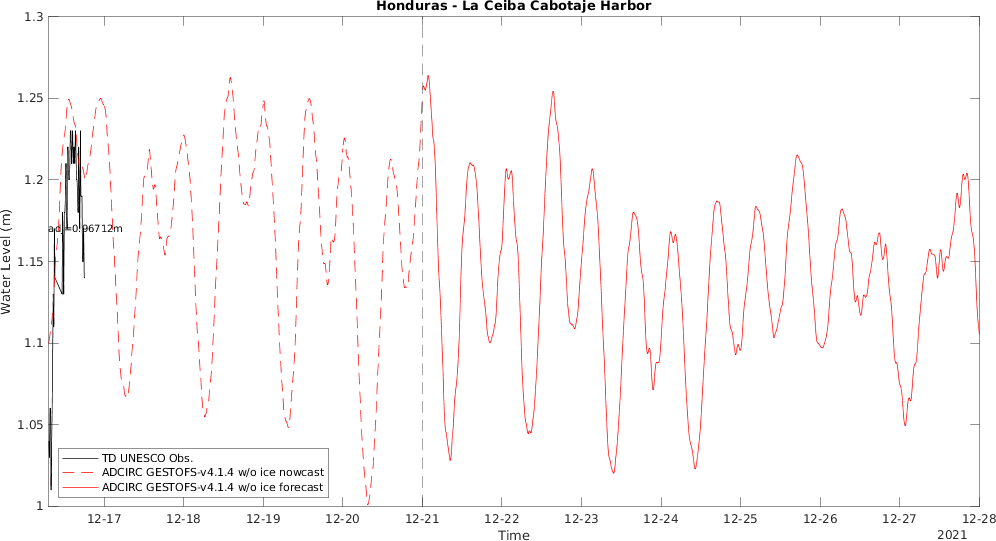 Honduras - La Ceiba Cabotaje Harbor
1.3
1.25
1.2
1.15
1.1
1.05
1
Water Level (m)
ad =0.96712m
TD UNESCO Obs.
ADCIRC GESTOFS-v4.1.4 w/o ice nowcast
ADCIRC GESTOFS-v4.1.4 w/o ice forecast
12-17 12-18 12-19 12-20 12-21 12-22 12-23 12-24 12-25 12-26 12-27 12-28
Time
2021